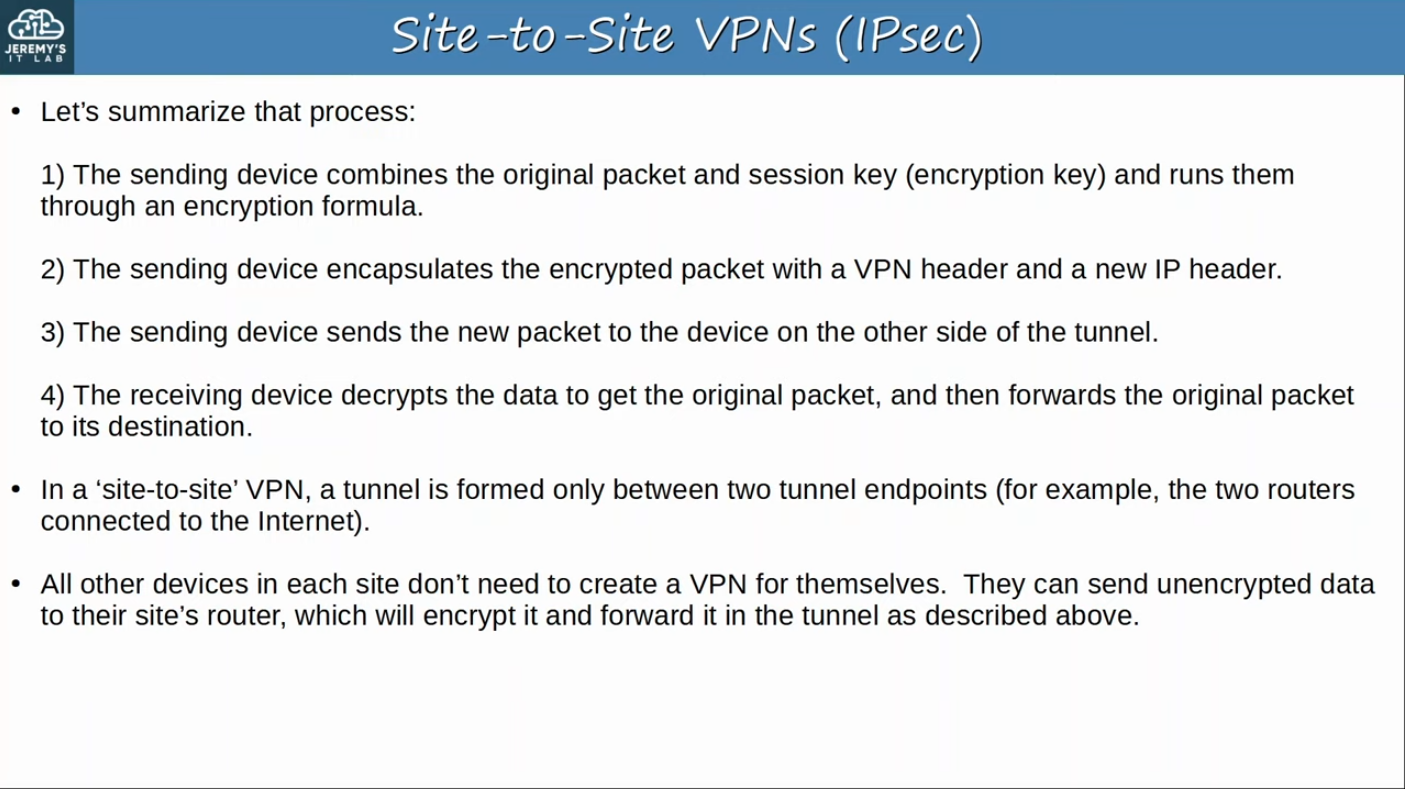 JEREMY'S
IT LAB
Site-to-Site VPNs (IPsec)
• Let’s summarize that process:
1) The sending device combines the original packet and session key (encryption key) and runs them
through an encryption formula.
2) The sending device encapsulates the encrypted packet with a VPN header and a new IP header.
3) The sending device sends the new packet to the device on the other side of the tunnel.
4) The receiving device decrypts the data to get the original packet, and then forwards the original packet
to its destination.
• In a ‘site-to-site’ VPN, a tunnel is formed only between two tunnel endpoints (for example, the two routers
connected to the Internet).
• All other devices in each site don’t need to create a VPN for themselves.  They can send unencrypted data
to their site’s router, which will encrypt it and forward it in the tunnel as described above.